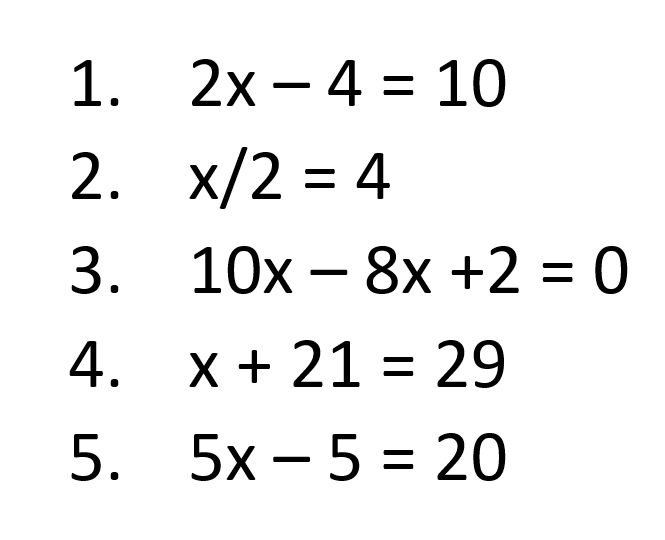 1. 2x – 4 = 10
2. x/2 = 4
3. 10x – 8x +2 = 0
4. x + 21 = 29
5. 5x – 5 = 20